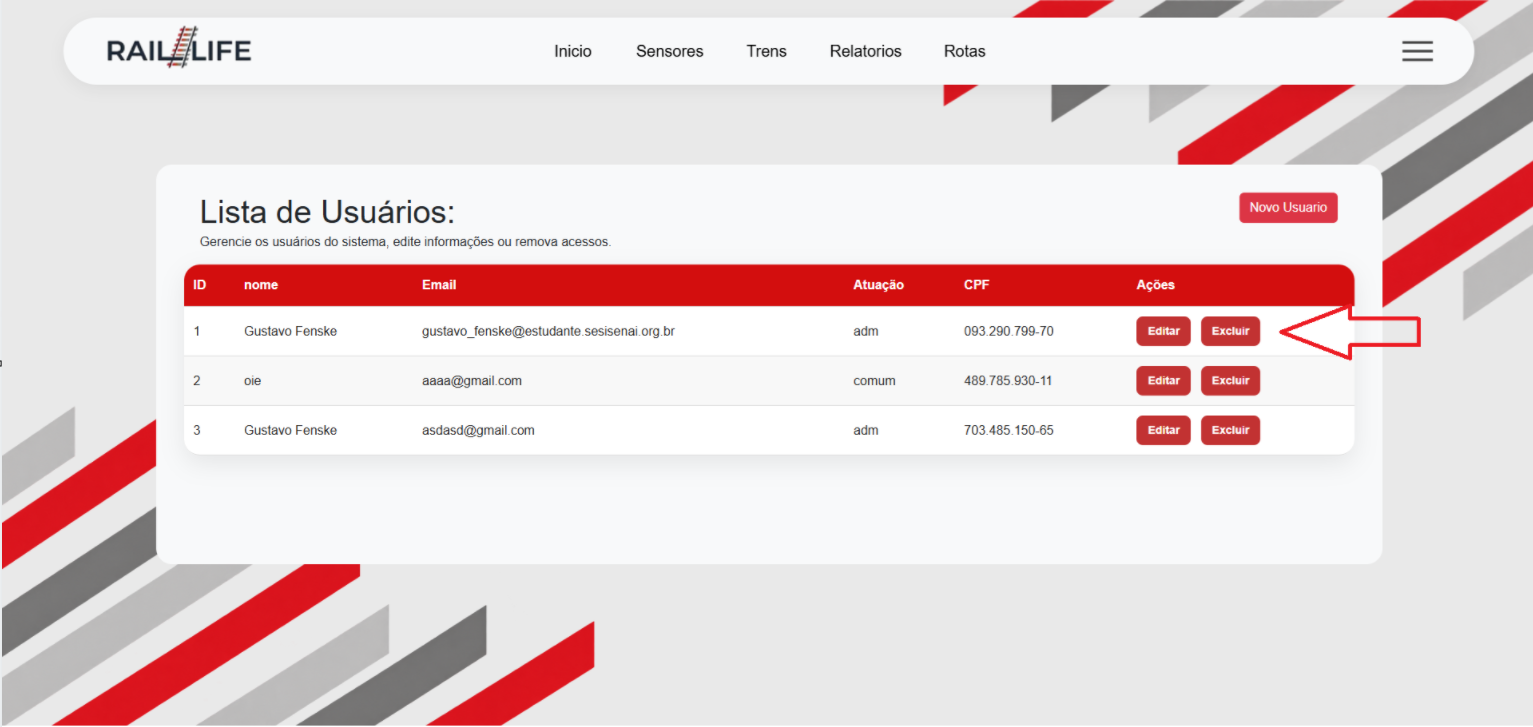 RAIL LIFE Inicio Sensores Trens Relatorios Rotas
Lista de Usuários:
Novo Usuario
Gerencie os usuários do sistema, edite informações ou remova acessos.
ID nome Email Atuação CPF Ações
1 Gustavo Fenske gustavo_fenske@estudante.sesisenai.org.br adm 093.290.799-70 Editar Excluir
2 oie aaaa@gmail.com comum 489.785.930-11 Editar Excluir
3 Gustavo Fenske asdasd@gmail.com adm 703.485.150-65 Editar Excluir